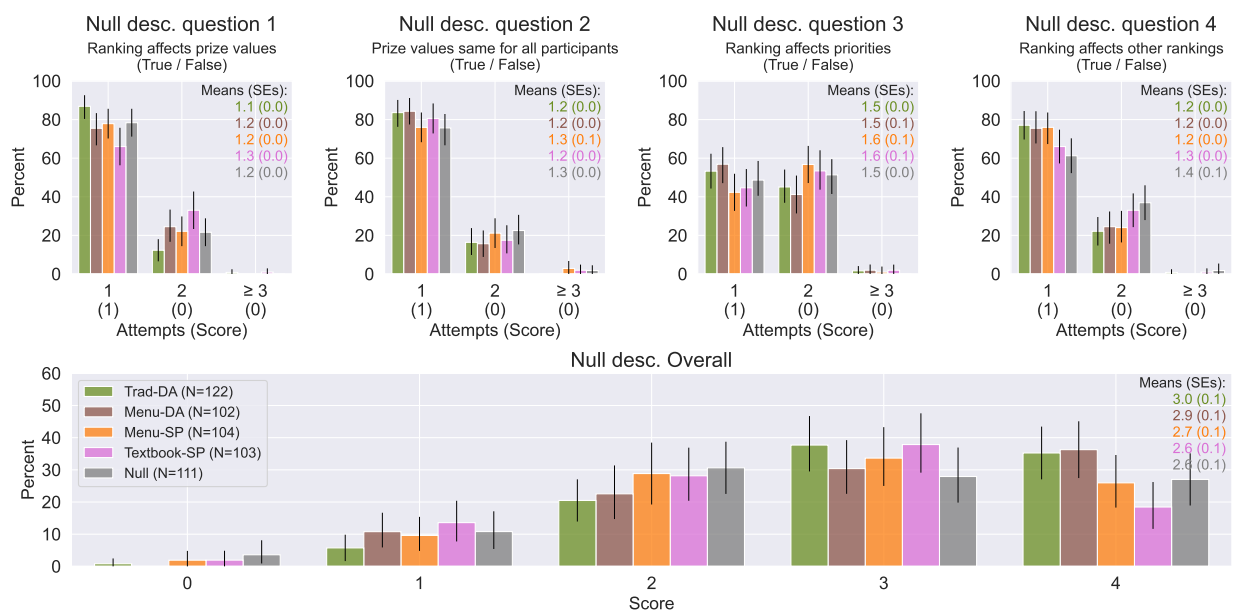 Null desc. question 1
Ranking affects prize values
(True / False)
100
80
60
40
20
0
Percent
Means (SEs):
1.1 (0.0)
1.2 (0.0)
1.2 (0.0)
1.3 (0.0)
1.2 (0.0)
1 2 ≥ 3
(1) (0) (0)
Attempts (Score)
Null desc. question 2
Prize values same for all participants
(True / False)
100
80
60
40
20
0
Percent
Means (SEs):
1.2 (0.0)
1.2 (0.0)
1.3 (0.1)
1.2 (0.0)
1.3 (0.0)
1 2 ≥ 3
(1) (0) (0)
Attempts (Score)
Null desc. question 3
Ranking affects priorities
(True / False)
100
80
60
40
20
0
Percent
Means (SEs):
1.5 (0.0)
1.5 (0.1)
1.6 (0.1)
1.6 (0.1)
1.5 (0.0)
1 2 ≥ 3
(1) (0) (0)
Attempts (Score)
Null desc. question 4
Ranking affects other rankings
(True / False)
100
80
60
40
20
0
Percent
Means (SEs):
1.2 (0.0)
1.2 (0.0)
1.2 (0.0)
1.3 (0.0)
1.4 (0.1)
1 2 ≥ 3
(1) (0) (0)
Attempts (Score)
Null desc. Overall
60
50
40
30
20
10
0
Percent
Trad-DA (N=122)
Menu-DA (N=102)
Menu-SP (N=104)
Textbook-SP (N=103)
Null (N=111)
Means (SEs):
3.0 (0.1)
2.9 (0.1)
2.7 (0.1)
2.6 (0.1)
2.6 (0.1)
0 1 2 3 4
Score